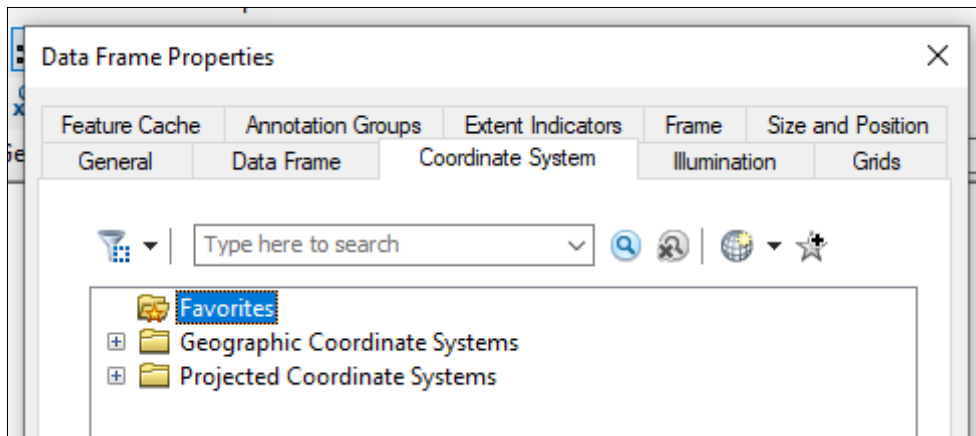 Data Frame Properties
Feature Cache Annotation Groups Extent Indicators Frame Size and Position
General Data Frame Coordinate System Illumination Grids
Type here to search
Favorites
Geographic Coordinate Systems
Projected Coordinate Systems